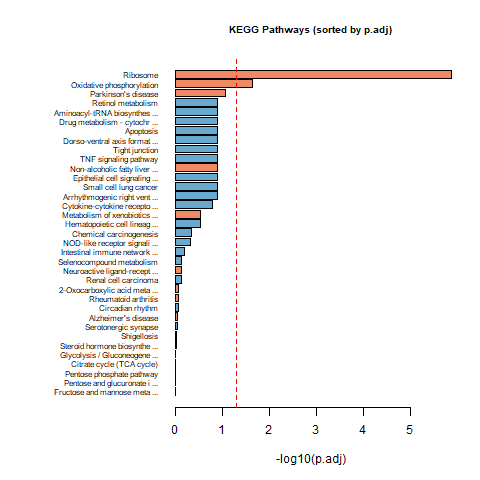 KEGG Pathways (sorted by p.adj)
Ribosome
Oxidative phosphorylation
Parkinson's disease
Retinol metabolism
Aminoacyl-tRNA biosynthes ...
Drug metabolism - cytochr ...
Apoptosis
Dorso-ventral axis format ...
Tight junction
TNF signaling pathway
Non-alcoholic fatty liver ...
Epithelial cell signaling ...
Small cell lung cancer
Arrhythmogenic right vent ...
Cytokine-cytokine recepto ...
Metabolism of xenobiotics ...
Hematopoietic cell lineag ...
Chemical carcinogenesis
NOD-like receptor signali ...
Intestinal immune network ...
Selenocompound metabolism
Neuroactive ligand-recept ...
Renal cell carcinoma
2-Oxocarboxylic acid meta ...
Rheumatoid arthritis
Circadian rhythm
Alzheimer's disease
Serotonergic synapse
Shigellosis
Steroid hormone biosynthe ...
Glycolysis / Gluconeogene ...
Citrate cycle (TCA cycle)
Pentose phosphate pathway
Pentose and glucuronate i ...
Fructose and mannose meta ...
0 1 2 3 4 5
-log10(p.adj)